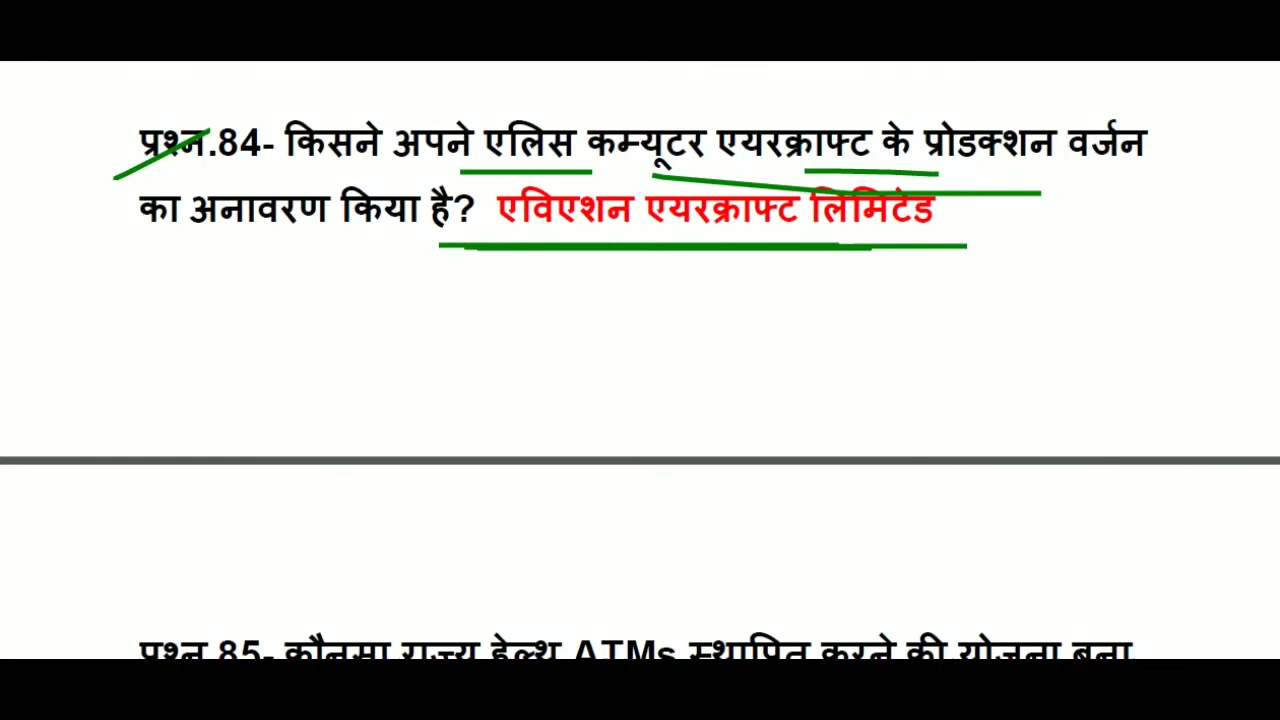 प्रश्न.84- किसने अपने एलिस कम्यूटर एयरक्राफ्ट के प्रोडक्शन वर्जन
का अनावरण किया है? एविएशन एयरक्राफ्ट लिमिटेड
प्रश्न.85- कौनसा राज्य हेल्थ ATMs स्थापित करने की योजना बना